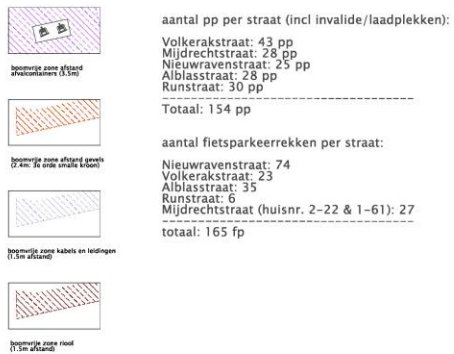 boomvrije zone afstand
afvalcontainers (3.5m)
boomvrije zone afstand gevels
(2.4m: 3e orde smalle kroon)
boomvrije zone kabels en leidingen
(1.5m afstand)
boomvrije zone riool
(1.5m afstand)
aantal pp per straat (incl invalide/laadplekken):
Volkerakstraat: 43 pp
Mijdrechtstraat: 28 pp
Nieuwravenstraat: 25 pp
Alblasstraat: 28 pp
Runstraat: 30 pp
Totaal: 154 pp
aantal fietsparkeerrekken per straat:
Nieuwravenstraat: 74
Volkerakstraat: 23
Alblasstraat: 35
Runstraat: 6
Mijdrechtstraat (huisnr. 2-22 & 1-61): 27
totaal: 165 fp